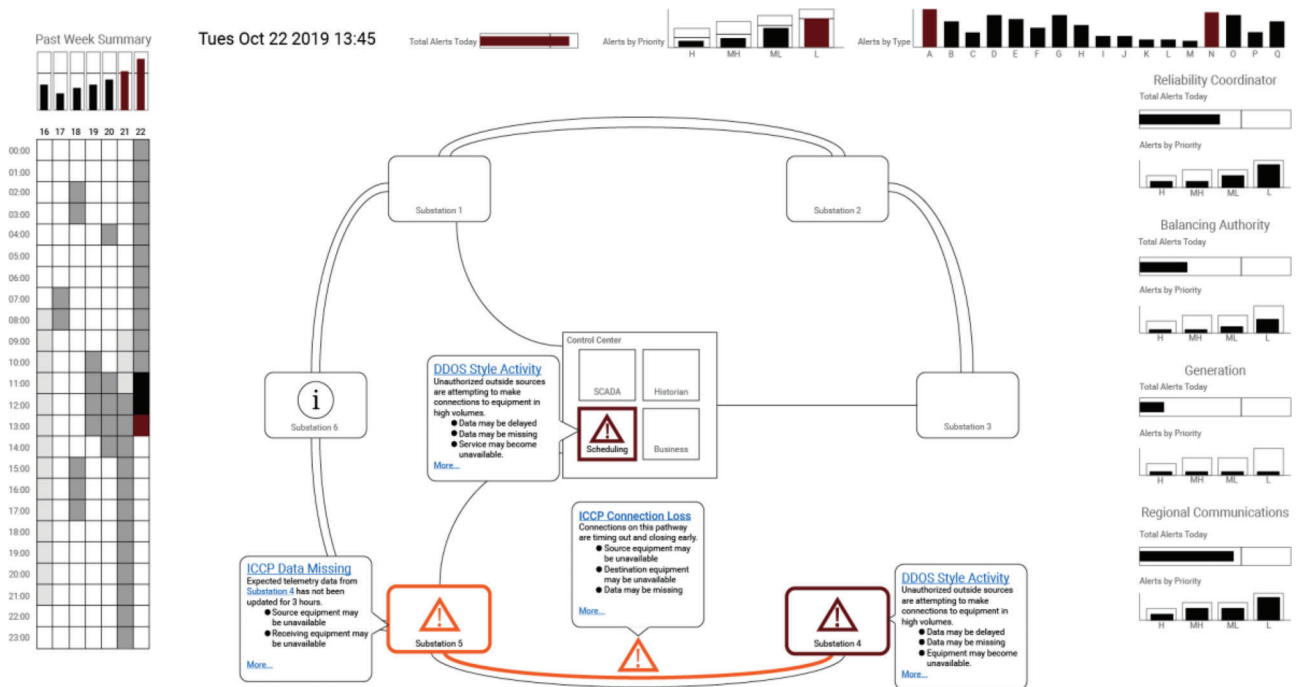 Past Week Summary
16 17 18 19 20 21 22
00:00
01:00
02:00
03:00
04:00
05:00
06:00
07:00
08:00
09:00
10:00
11:00
12:00
13:00
15:00
16:00
17:00
18:00
19:00
20:00
21:00
22:00
23:00
Tues Oct 22 2019 13:45
Total Alerts Today
Alerts by Priority
H MH ML L
Alerts by Type
A B C D E F G H I J K L M N O P Q
Substation 1
Substation 2
Control Center
SCADA
Historian
Scheduling
Business
DDOS Style Activity
Unauthorized outside sources
are attempting to make
connections to equipment in
high volumes.
● Data may be delayed
● Data may be missing
● Service may become
unavailable.
More...
i
Substation 6
Substation 3
ICCP Connection Loss
Connections on this pathway
are timing out and closing early.
● Source equipment may
be unavailable
● Destination equipment
may be unavailable
● Data may be missing
More...
ICCP Data Missing
Expected telemetry data from
Substation 4 has not been
updated for 3 hours.
● Source equipment may
be unavailable
● Receiving equipment may
be unavailable
More...
Substation 5
Substation 4
DDOS Style Activity
Unauthorized outside sources
are attempting to make
connections to equipment in
high volumes.
● Data may be delayed
● Data may be missing
● Equipment may become
unavailable.
More...
Reliability Coordinator
Total Alerts Today
Alerts by Priority
H MH ML L
Balancing Authority
Total Alerts Today
Alerts by Priority
H MH ML L
Generation
Total Alerts Today
Alerts by Priority
H MH ML L
Regional Communications
Total Alerts Today
Alerts by Priority
H MH ML L